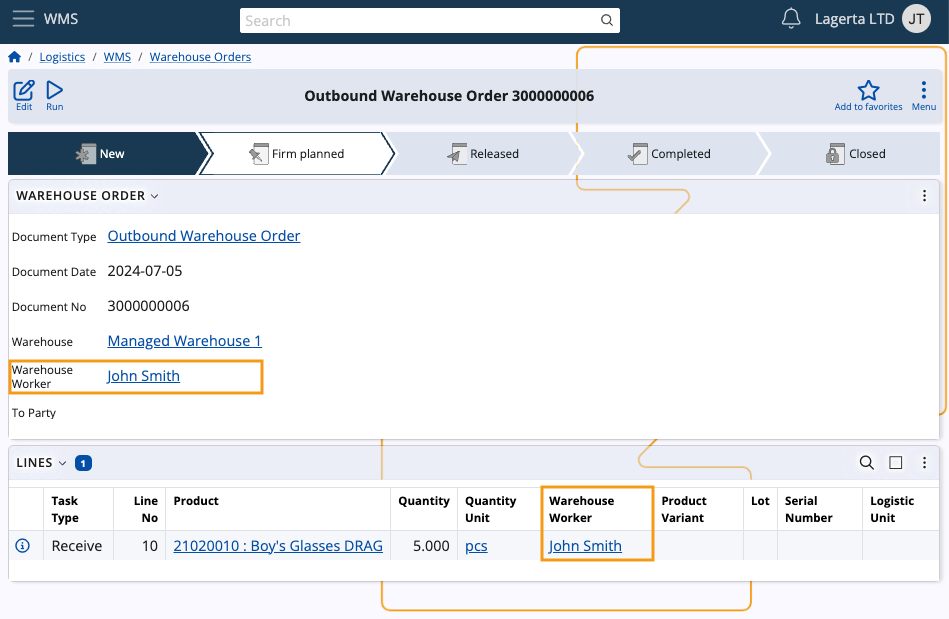 WMS
Search
Lagerta LTD
JT
/ Logistics / WMS / Warehouse Orders
Edit
Run
Outbound Warehouse Order 3000000006
Add to favorites
Menu
New
Firm planned
Released
Completed
Closed
WAREHOUSE ORDER
Document Type Outbound Warehouse Order
Document Date 2024-07-05
Document No 3000000006
Warehouse Managed Warehouse 1
Warehouse
Worker
John Smith
To Party
LINES 1
Task
Type
Line
No
Product
Quantity
Quantity
Unit
Warehouse
Worker
Product
Variant
Lot
Serial
Number
Logistic
Unit
Receive 10 21020010 : Boy's Glasses DRAG 5.000 pcs John Smith